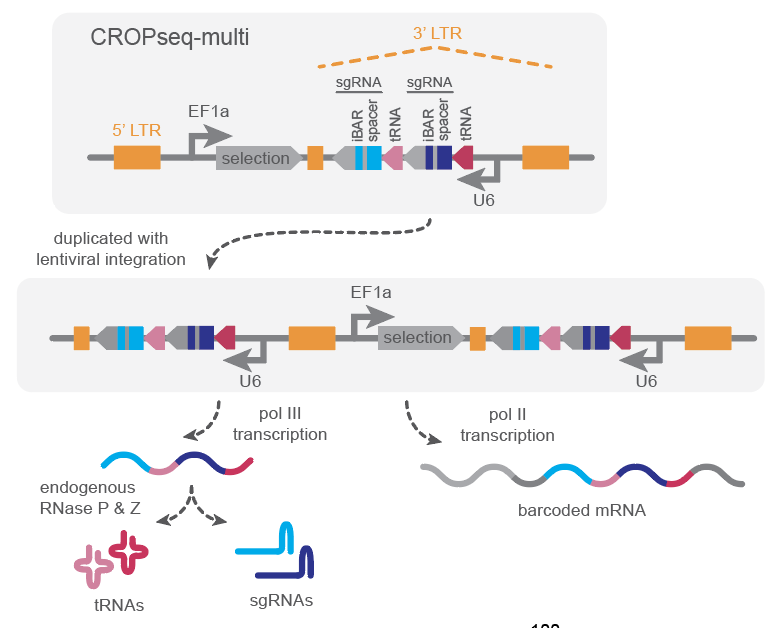 CROPseq-multi
3' LTR
sgRNA sgRNA
EF1a
iBAR
spacer
tRNA
iBAR
spacer
tRNA
5' LTR
selection
U6
duplicated with
lentiviral integration
EF1a
selection
U6
U6
pol III
transcription
pol II
transcription
endogenous
RNase P & Z
barcoded mRNA
tRNAs
sgRNAs